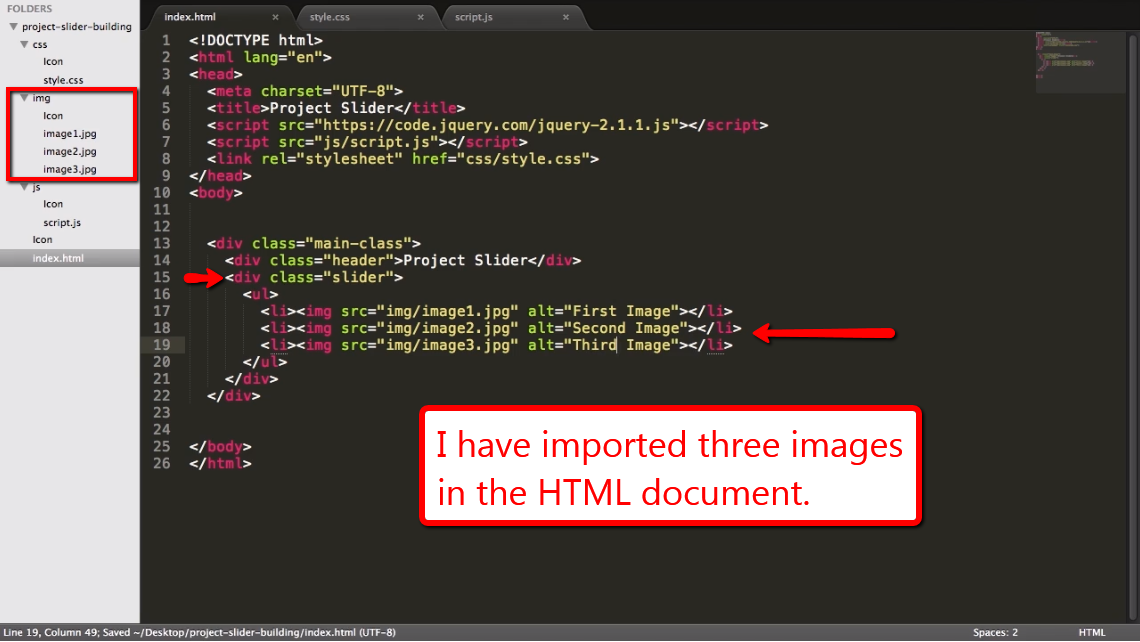 FOLDERS
project-slider-building
css
Icon
style.css
img
Icon
image1.jpg
image2.jpg
image3.jpg
js
Icon
script.js
Icon
index.html
index.html ×
style.css ×
script.js ×
1 <!DOCTYPE html>
2 <html lang="en">
3 <head>
4 <meta charset="UTF-8">
5 <title>Project Slider</title>
6 <script src="https://code.jquery.com/jquery-2.1.1.js"></script>
7 <script src="js/script.js"></script>
8 <link rel="stylesheet" href="css/style.css">
9 </head>
10 <body>
11
12
13 <div class="main-class">
14 <div class="header">Project Slider</div>
15 <div class="slider">
16 <ul>
17 <li><img src="img/image1.jpg" alt="First Image"></li>
18 <li><img src="img/image2.jpg" alt="Second Image"></li>
19 <li><img src="img/image3.jpg" alt="Third Image"></li>
20 </ul>
21 </div>
22 </div>
23
24
25 </body>
26 </html>
I have imported three images
in the HTML document.
Line 19, Column 49; Saved ~/Desktop/project-slider-building/index.html (UTF-8)
Spaces: 2
HTML